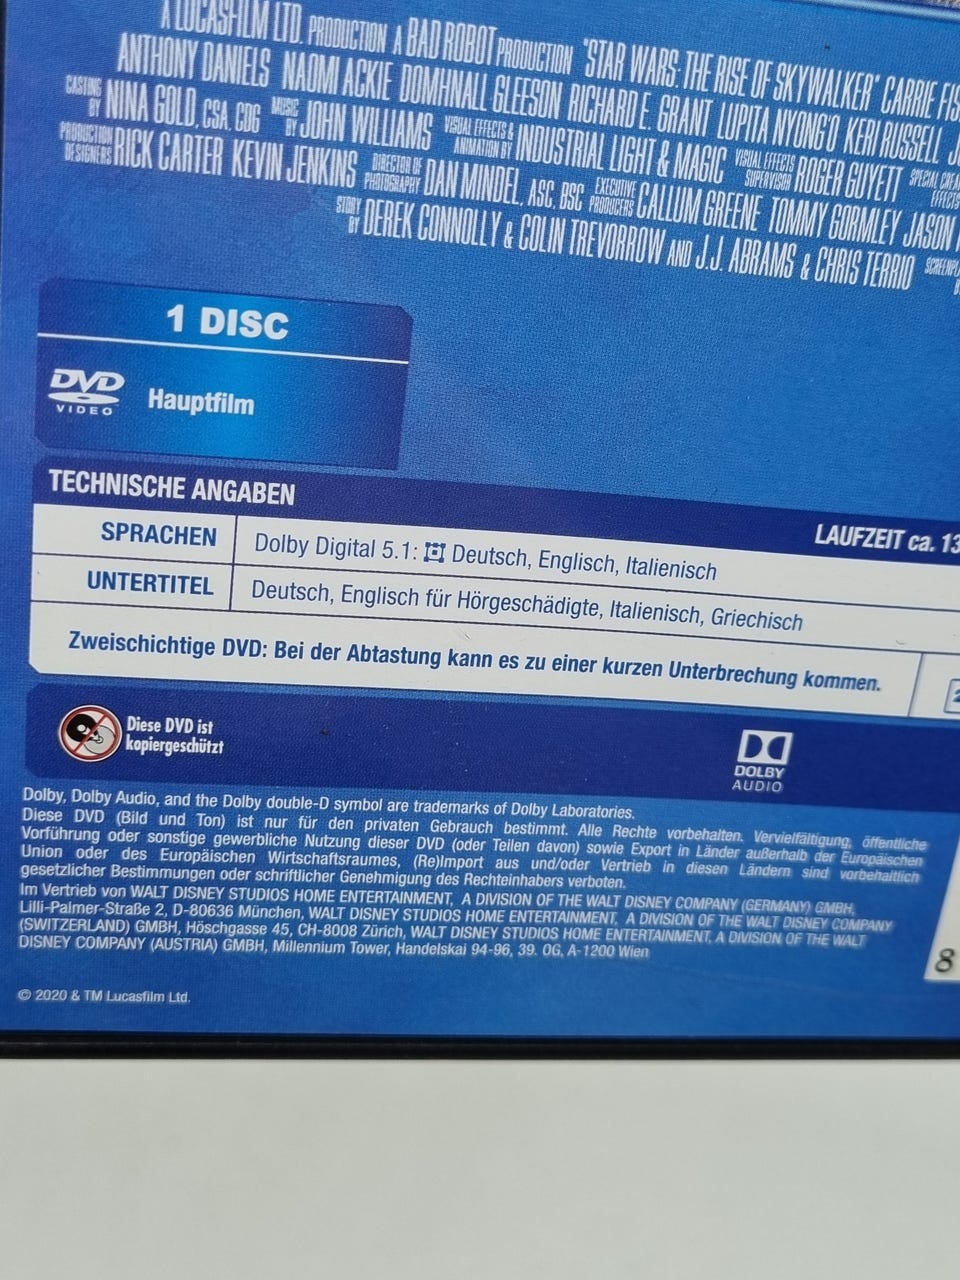 A LUCASFILM LTD. PRODUCTION A BAD ROBOT PRODUCTION "STAR WARS: THE RISE OF SKYWALKER" CARRIE FIS
ANTHONY DANIELS NAOMI ACKIE DOMHNALL GLEESON RICHARD E. GRANT LUPITA NYONG'O KERI RUSSELL
CASTING BY NINA GOLD, CSA, CDG MUSIC BY JOHN WILLIAMS VISUAL EFFECTS & ANIMATION BY INDUSTRIAL LIGHT & MAGIC VISUAL EFFECTS SUPERVISOR ROGER GUYETT SPECIAL CREA EFFECTS
PRODUCTION DESIGNERS RICK CARTER KEVIN JENKINS DIRECTOR OF PHOTOGRAPHY DAN MINDEL, ASC, BSC EXECUTIVE PRODUCERS CALLUM GREENE TOMMY GORMLEY JASON
STORY BY DEREK CONNOLLY & COLIN TREVORROW AND J.J. ABRAMS & CHRIS TERRIO SCREENPL
1 DISC
DVD VIDEO Hauptfilm
TECHNISCHE ANGABEN LAUFZEIT ca. 13
SPRACHEN Dolby Digital 5.1: Deutsch, Englisch, Italienisch
UNTERTITEL Deutsch, Englisch für Hörgeschädigte, Italienisch, Griechisch
Zweischichtige DVD: Bei der Abtastung kann es zu einer kurzen Unterbrechung kommen. 2
Diese DVD ist
kopiergeschützt
DOLBY
AUDIO
Dolby, Dolby Audio, and the Dolby double-D symbol are trademarks of Dolby Laboratories.
Diese DVD (Bild und Ton) ist nur für den privaten Gebrauch bestimmt. Alle Rechte vorbehalten. Vervielfältigung, öffentliche
Vorführung oder sonstige gewerbliche Nutzung dieser DVD (oder Teilen davon) sowie Export in Länder außerhalb der Europäischen
Union oder des Europäischen Wirtschaftsraumes, (Re)Import aus und/oder Vertrieb in diesen Ländern sind vorbehaltlich
gesetzlicher Bestimmungen oder schriftlicher Genehmigung des Rechteinhabers verboten.
Im Vertrieb von WALT DISNEY STUDIOS HOME ENTERTAINMENT, A DIVISION OF THE WALT DISNEY COMPANY (GERMANY) GMBH,
Lilli-Palmer-Straße 2, D-80636 München, WALT DISNEY STUDIOS HOME ENTERTAINMENT, A DIVISION OF THE WALT DISNEY COMPANY
(SWITZERLAND) GMBH, Höschgasse 45, CH-8008 Zürich, WALT DISNEY STUDIOS HOME ENTERTAINMENT, A DIVISION OF THE WALT
DISNEY COMPANY (AUSTRIA) GMBH, Millennium Tower, Handelskai 94-96, 39. OG, A-1200 Wien
8
© 2020 & TM Lucasfilm Ltd.